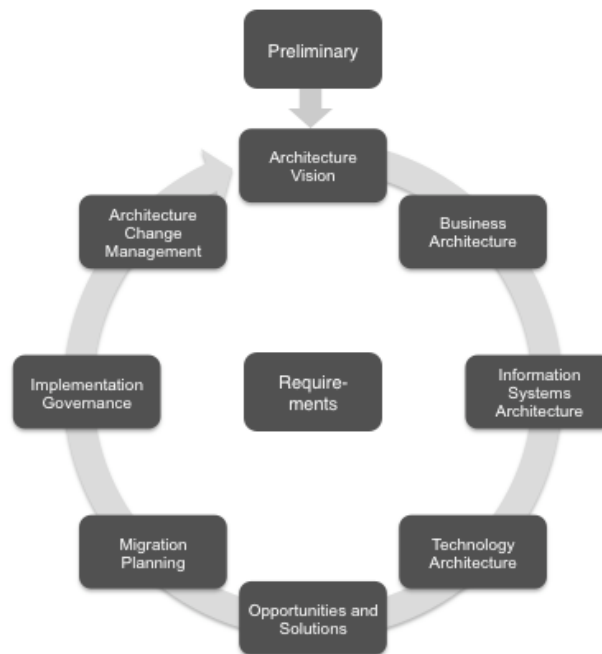 Preliminary
Architecture
Vision
Business
Architecture
Information
Systems
Architecture
Technology
Architecture
Opportunities and
Solutions
Migration
Planning
Implementation
Governance
Architecture
Change
Management
Require-
ments